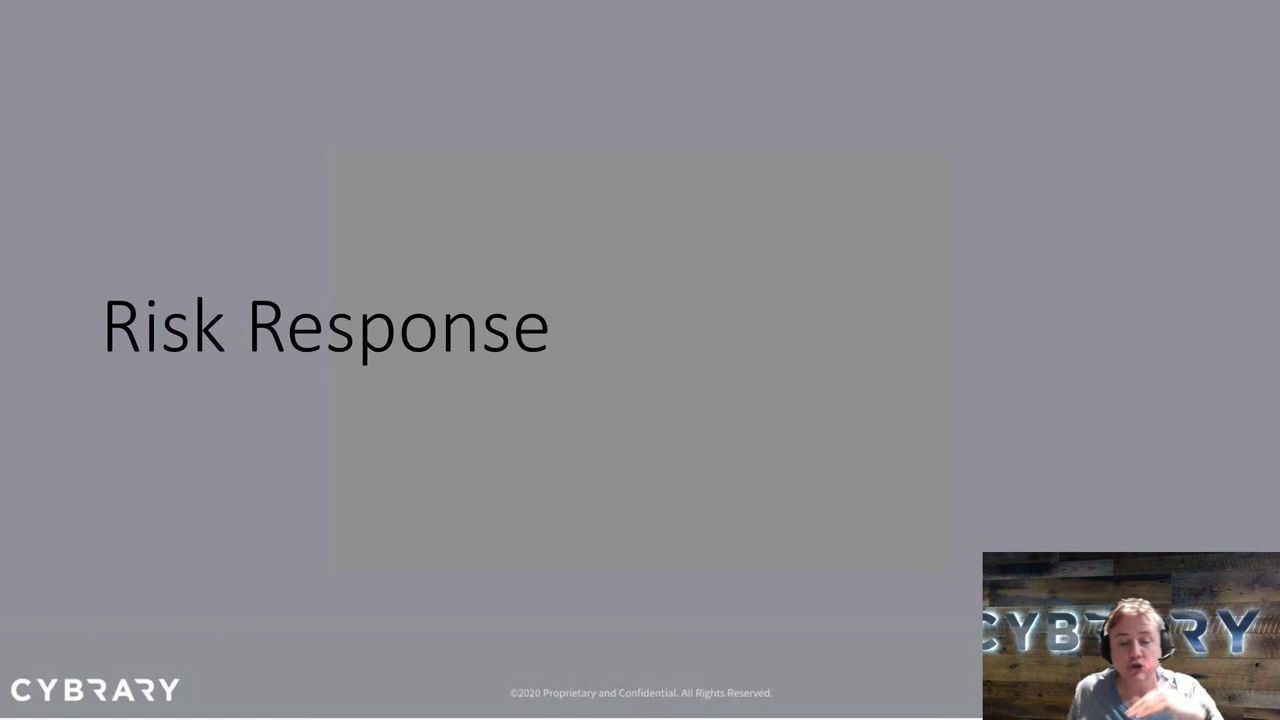 Risk Response
CYBRARY
CYBRARY
©2020 Proprietary and Confidential. All Rights Reserved.